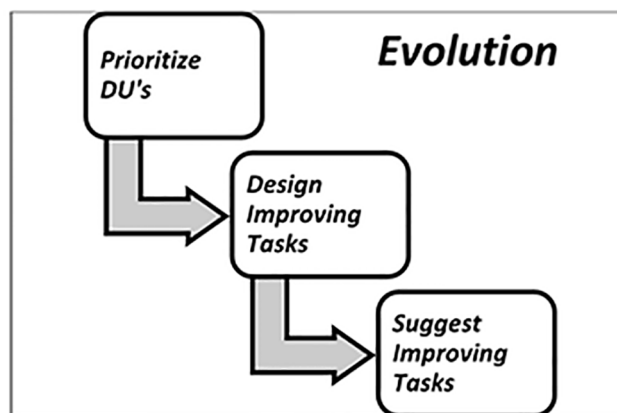 Evolution
Prioritize
DU's
Design
Improving
Tasks
Suggest
Improving
Tasks